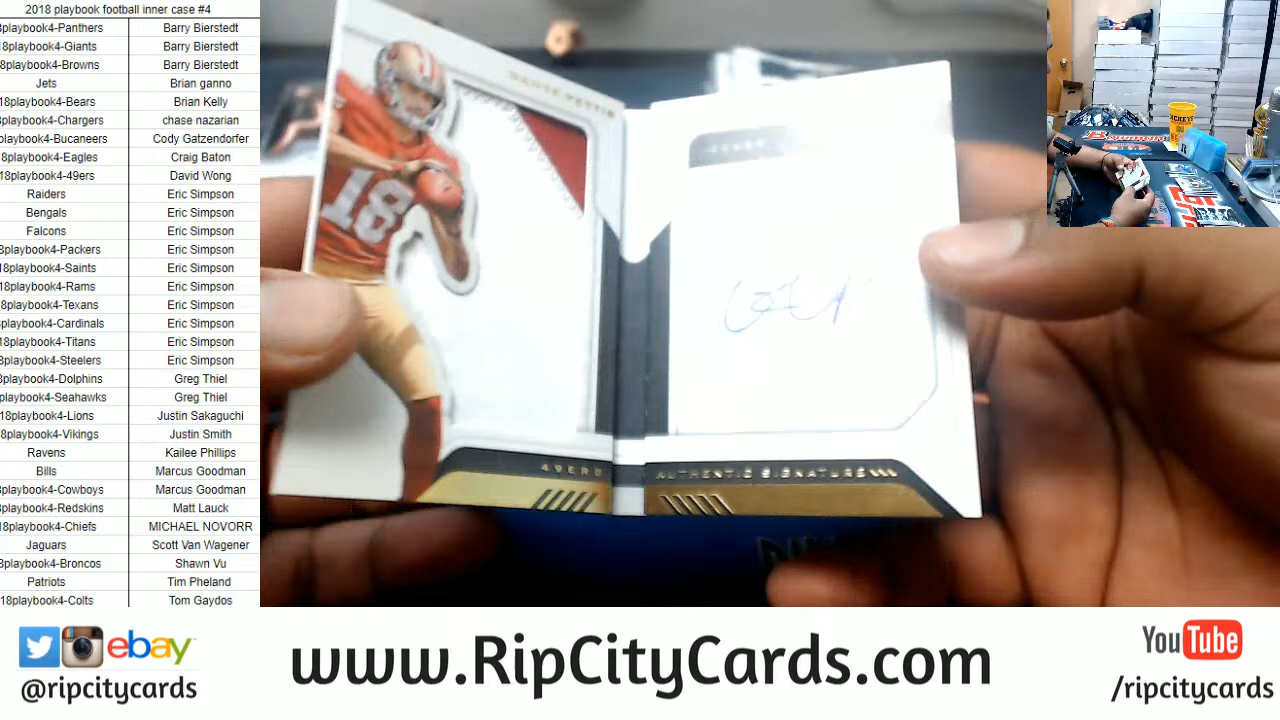 2018 playbook football inner case #4
8playbook4-Panthers Barry Bierstedt
18playbook4-Giants Barry Bierstedt
8playbook4-Browns Barry Bierstedt
Jets Brian ganno
18playbook4-Bears Brian Kelly
8playbook4-Chargers chase nazarian
playbook4-Bucaneers Cody Gatzendorfer
8playbook4-Eagles Craig Baton
18playbook4-49ers David Wong
Raiders Eric Simpson
Bengals Eric Simpson
Falcons Eric Simpson
8playbook4-Packers Eric Simpson
18playbook4-Saints Eric Simpson
18playbook4-Rams Eric Simpson
18playbook4-Texans Eric Simpson
playbook4-Cardinals Eric Simpson
18playbook4-Titans Eric Simpson
8playbook4-Steelers Eric Simpson
8playbook4-Dolphins Greg Thiel
playbook4-Seahawks Greg Thiel
18playbook4-Lions Justin Sakaguchi
8playbook4-Vikings Justin Smith
Ravens Kailee Phillips
Bills Marcus Goodman
8playbook4-Cowboys Marcus Goodman
8playbook4-Redskins Matt Lauck
18playbook4-Chiefs MICHAEL NOVORR
Jaguars Scott Van Wagener
8playbook4-Broncos Shawn Vu
Patriots Tim Pheland
18playbook4-Colts Tom Gaydos
DANTE PETTIS
18
49ERS
AUTHENTIC SIGNATURE
ebay
@ripcitycards
www.RipCityCards.com
YouTube
/ripcitycards